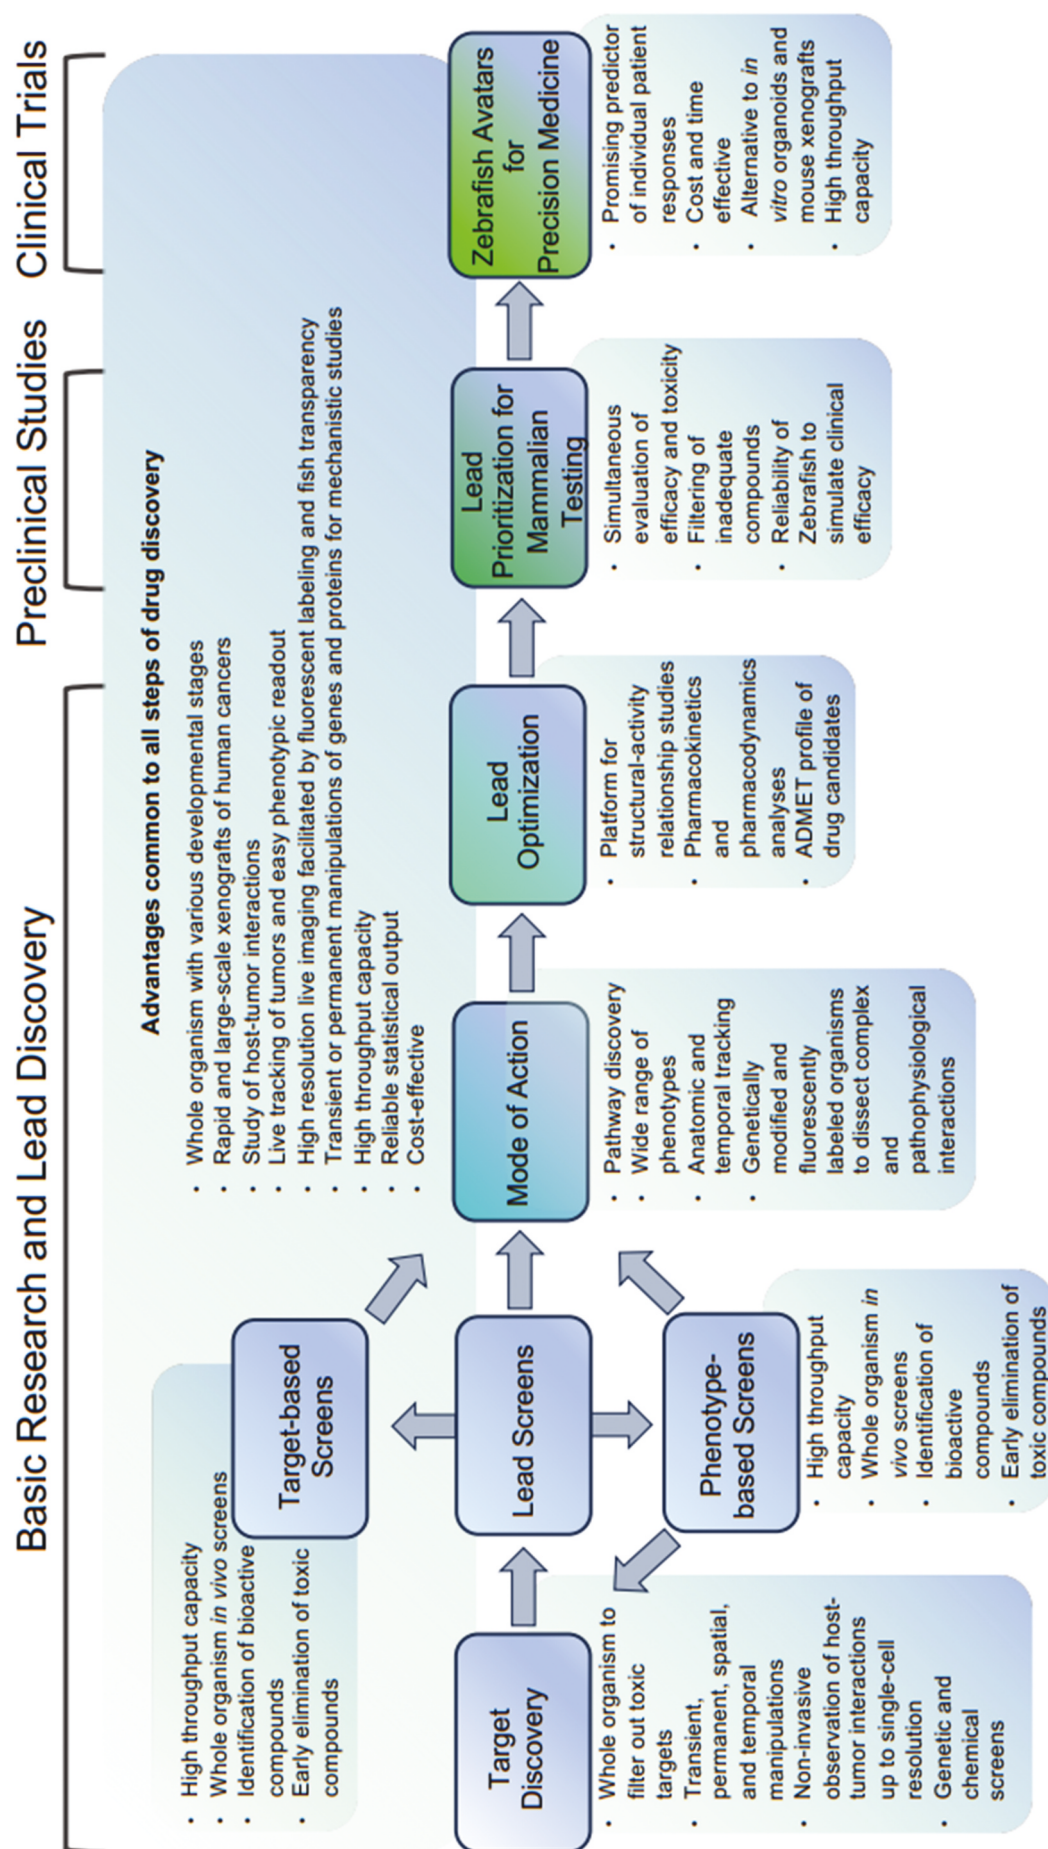 Basic Research and Lead Discovery
Preclinical Studies
Clinical Trials
Advantages common to all steps of drug discovery
• Whole organism with various developmental stages
• Rapid and large-scale xenografts of human cancers
• Study of host-tumor interactions
• Live tracking of tumors and easy phenotypic readout
• High resolution live imaging facilitated by fluorescent labeling and fish transparency
• Transient or permanent manipulations of genes and proteins for mechanistic studies
• High throughput capacity
• Reliable statistical output
• Cost-effective
• High throughput capacity
• Whole organism in vivo screens
• Identification of bioactive
compounds
• Early elimination of toxic
compounds
Target-based
Screens
Target
Discovery
Lead Screens
Mode of Action
Lead
Optimization
Lead
Prioritization for
Mammalian
Testing
Zebrafish Avatars
for
Precision Medicine
Phenotype-
based Screens
• Whole organism to
filter out toxic
targets
• Transient,
permanent, spatial,
and temporal
manipulations
• Non-invasive
observation of host-
tumor interactions
up to single-cell
resolution
• Genetic and
chemical
screens
• High throughput
capacity
• Whole organism in
vivo screens
• Identification of
bioactive
compounds
• Early elimination of
toxic compounds
• Pathway discovery
• Wide range of
phenotypes
• Anatomic and
temporal tracking
• Genetically
modified and
fluorescently
labeled organisms
to dissect complex
and
pathophysiological
interactions
• Platform for
structural-activity
relationship studies
• Pharmacokinetics
and
pharmacodynamics
analyses
• ADMET profile of
drug candidates
• Simultaneous
evaluation of
efficacy and toxicity
• Filtering of
inadequate
compounds
• Reliability of
Zebrafish to
simulate clinical
efficacy
• Promising predictor
of individual patient
responses
• Cost and time
effective
• Alternative to in
vitro organoids and
mouse xenografts
• High throughput
capacity